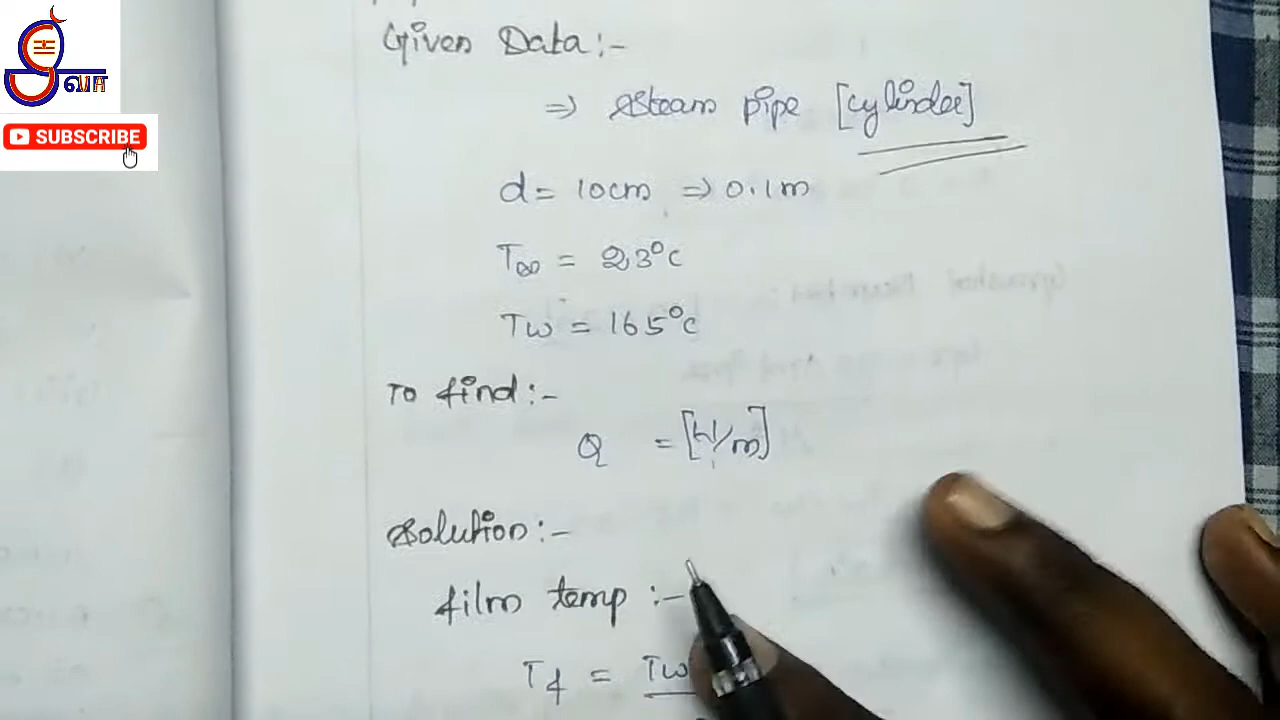 சிவா
SUBSCRIBE
Given Data:-
⇒ Steam pipe [cylinder]
d = 10cm ⇒ 0.1m
T∞ = 23°c
Tw = 165°c
To find:-
Q = [W/m]
Solution:-
film temp :-
Tf = Tw